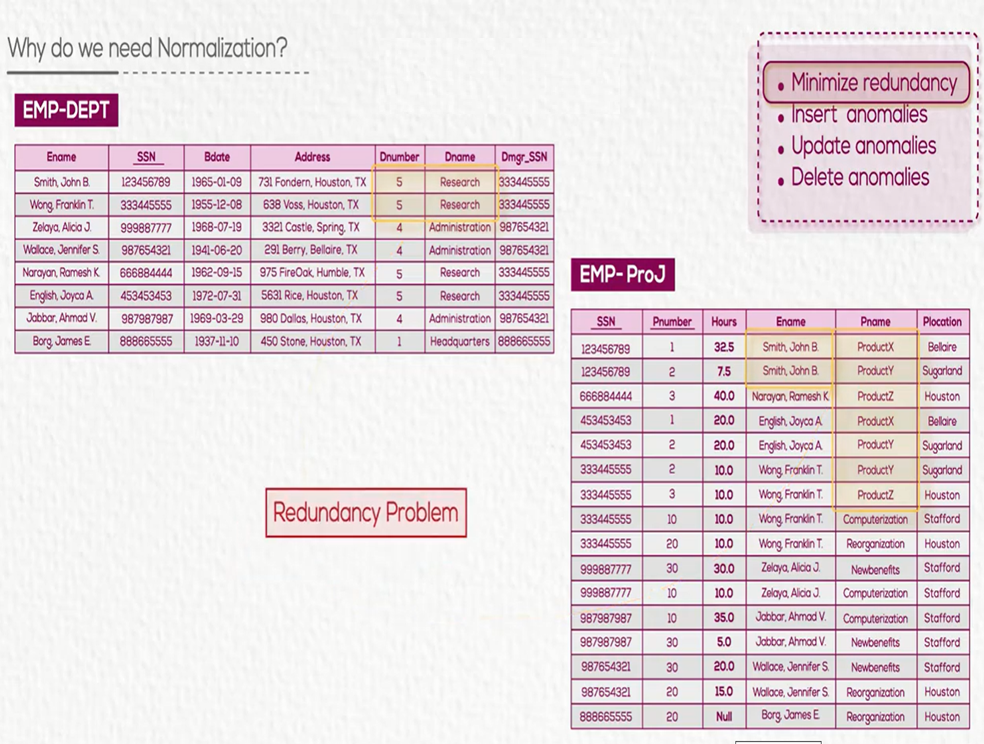 Why do we need Normalization?
• Minimize redundancy
• Insert anomalies
• Update anomalies
• Delete anomalies
EMP-DEPT
Ename SSN Bdate Address Dnumber Dname Dmgr_SSN
Smith, John B. 123456789 1965-01-09 731 Fondern, Houston, TX 5 Research 333445555
Wong, Franklin T. 333445555 1955-12-08 638 Voss, Houston, TX 5 Research 333445555
Zelaya, Alicia J. 999887777 1968-07-19 3321 Castle, Spring, TX 4 Administration 987654321
Wallace, Jennifer S. 987654321 1941-06-20 291 Berry, Bellaire, TX 4 Administration 987654321
Narayan, Ramesh K. 666884444 1962-09-15 975 FireOak, Humble, TX 5 Research 333445555
English, Joyca A. 453453453 1972-07-31 5631 Rice, Houston, TX 5 Research 333445555
Jabbar, Ahmad V. 987987987 1969-03-29 980 Dallas, Houston, TX 4 Administration 987654321
Borg, James E. 888665555 1937-11-10 450 Stone, Houston, TX 1 Headquarters 888665555
EMP- ProJ
SSN Pnumber Hours Ename Pname Plocation
123456789 1 32.5 Smith, John B. ProductX Bellaire
123456789 2 7.5 Smith, John B. ProductY Sugarland
666884444 3 40.0 Narayan, Ramesh K. ProductZ Houston
453453453 1 20.0 English, Joyca A. ProductX Bellaire
453453453 2 20.0 English, Joyca A. ProductY Sugarland
333445555 2 10.0 Wong, Franklin T. ProductY Sugarland
333445555 3 10.0 Wong, Franklin T. ProductZ Houston
333445555 10 10.0 Wong, Franklin T. Computerization Stafford
333445555 20 10.0 Wong, Franklin T. Reorganization Houston
999887777 30 30.0 Zelaya, Alicia J. Newbenefits Stafford
999887777 10 10.0 Zelaya, Alicia J. Computerization Stafford
987987987 10 35.0 Jabbar, Ahmad V. Computerization Stafford
987987987 30 5.0 Jabbar, Ahmad V. Newbenefits Stafford
987654321 30 20.0 Wallace, Jennifer S. Newbenefits Stafford
987654321 20 15.0 Wallace, Jennifer S. Reorganization Houston
888665555 20 Null Borg, James E. Reorganization Houston
Redundancy Problem